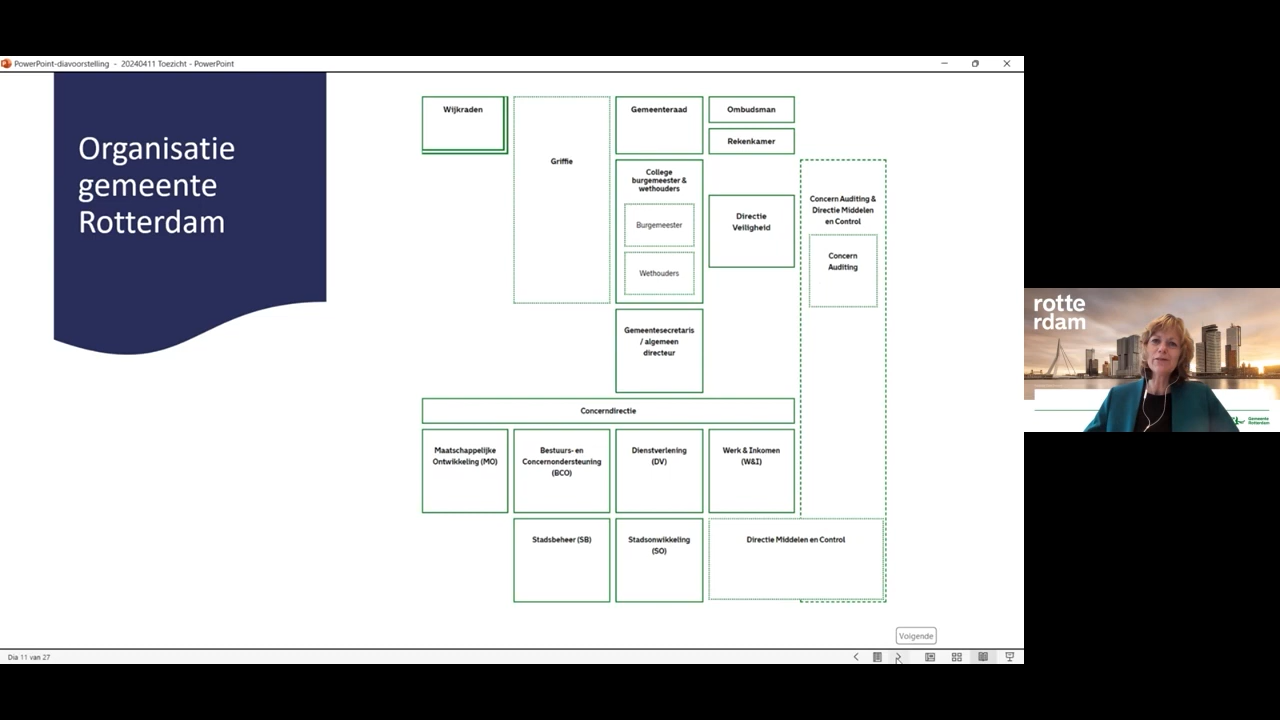 PowerPoint-diavoorstelling - 20240411 Toezicht - PowerPoint
Organisatie
gemeente
Rotterdam
Wijkraden
Griffie
Gemeenteraad
Ombudsman
Rekenkamer
College
burgemeester &
wethouders
Burgemeester
Wethouders
Directie
Veiligheid
Concern Auditing &
Directie Middelen
en Control
Concern
Auditing
Gemeentesecretaris
/ algemeen
directeur
Concerndirectie
Maatschappelijke
Ontwikkeling (MO)
Bestuurs- en
Concernondersteuning
(BCO)
Dienstverlening
(DV)
Werk & Inkomen
(W&I)
Stadsbeheer (SB)
Stadsonwikkeling
(SO)
Directie Middelen en Control
Volgende
Dia 11 van 27
rotte
rdam
Gemeente
Rotterdam